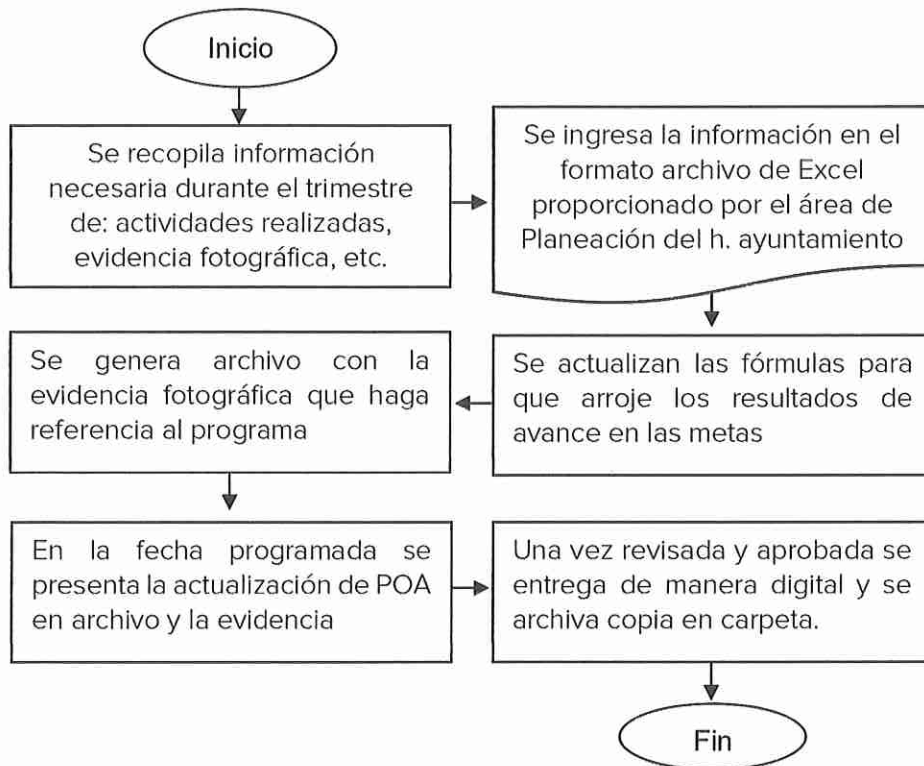 Inicio
Se recopila información
necesaria durante el trimestre
de: actividades realizadas,
evidencia fotográfica, etc.
Se ingresa la información en el
formato archivo de Excel
proporcionado por el área de
Planeación del h. ayuntamiento
Se actualizan las fórmulas para
que arroje los resultados de
avance en las metas
Se genera archivo con la
evidencia fotográfica que haga
referencia al programa
En la fecha programada se
presenta la actualización de POA
en archivo y la evidencia
Una vez revisada y aprobada se
entrega de manera digital y se
archiva copia en carpeta.
Fin